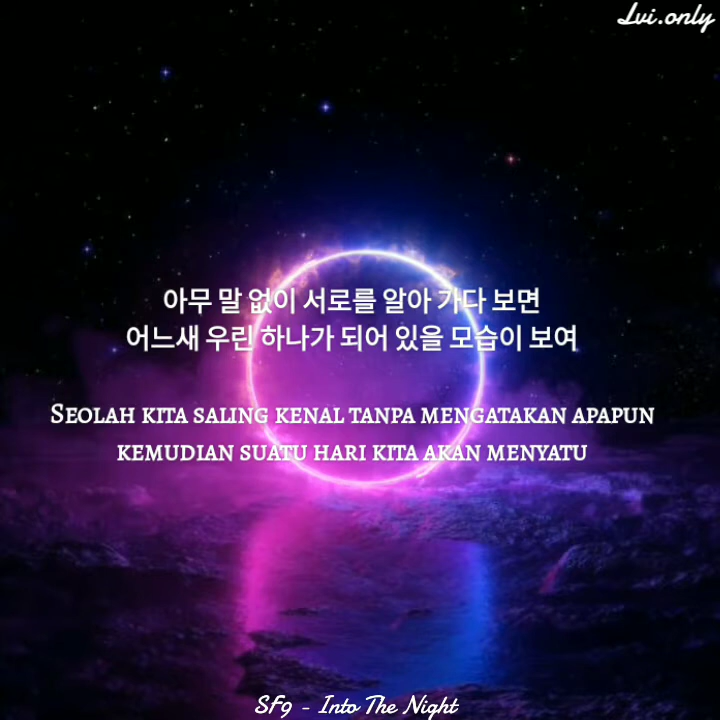 Lvi.only
아무 말 없이 서로를 알아 가다 보면
어느새 우린 하나가 되어 있을 모습이 보여
Seolah kita saling kenal tanpa mengatakan apapun
kemudian suatu hari kita akan menyatu
SF9 - Into The Night